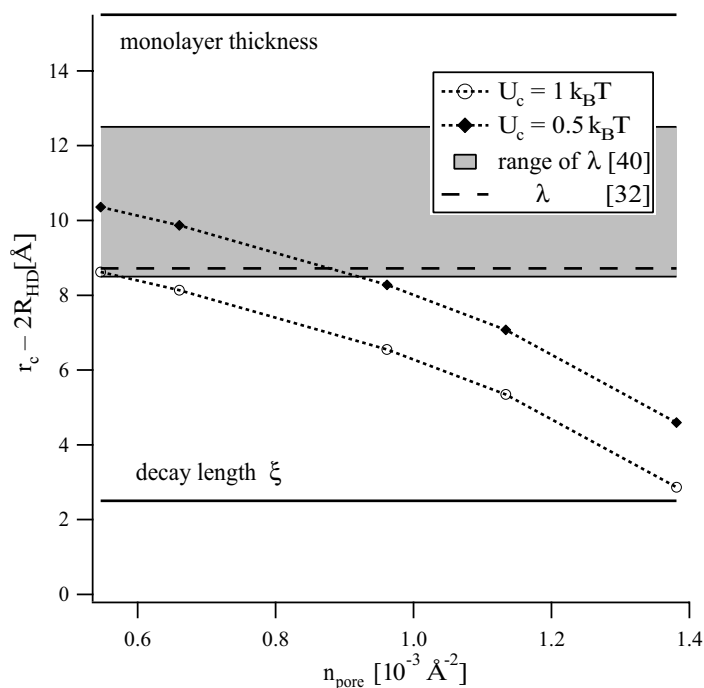 monolayer thickness
U_c = 1 k_BT
U_c = 0.5 k_BT
range of λ [40]
λ [32]
decay length ξ
r_c − 2R_HD[Å]
14
12
10
8
6
4
2
0
0.6 0.8 1.0 1.2 1.4
n_pore [10^-3 Å^-2]